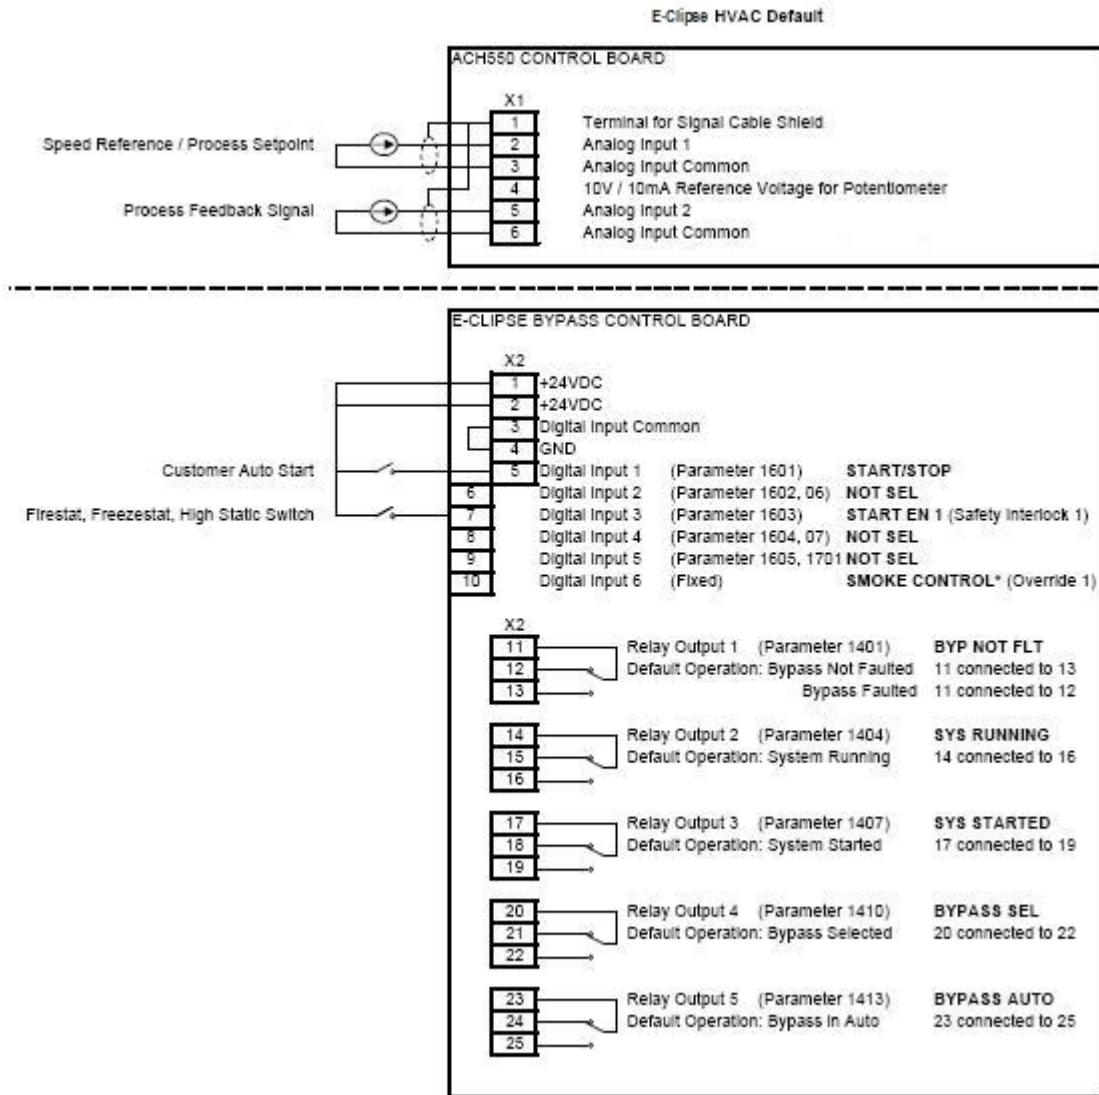 E-Clipse HVAC Default
ACH550 CONTROL BOARD
X1
1 Terminal for Signal Cable Shield
Speed Reference / Process Setpoint 2 Analog Input 1
3 Analog Input Common
4 10V / 10mA Reference Voltage for Potentiometer
Process Feedback Signal 5 Analog Input 2
6 Analog Input Common
E-CLIPSE BYPASS CONTROL BOARD
X2
1 +24VDC
2 +24VDC
3 Digital Input Common
4 GND
Customer Auto Start 5 Digital Input 1 (Parameter 1601) START/STOP
6 Digital Input 2 (Parameter 1602, 06) NOT SEL
Firestat, Freezestat, High Static Switch 7 Digital Input 3 (Parameter 1603) START EN 1 (Safety Interlock 1)
8 Digital Input 4 (Parameter 1604, 07) NOT SEL
9 Digital Input 5 (Parameter 1605, 1701 NOT SEL
10 Digital Input 6 (Fixed) SMOKE CONTROL* (Override 1)
X2
11 Relay Output 1 (Parameter 1401) BYP NOT FLT
12 Default Operation: Bypass Not Faulted 11 connected to 13
13 Bypass Faulted 11 connected to 12
14 Relay Output 2 (Parameter 1404) SYS RUNNING
15 Default Operation: System Running 14 connected to 16
16
17 Relay Output 3 (Parameter 1407) SYS STARTED
18 Default Operation: System Started 17 connected to 19
19
20 Relay Output 4 (Parameter 1410) BYPASS SEL
21 Default Operation: Bypass Selected 20 connected to 22
22
23 Relay Output 5 (Parameter 1413) BYPASS AUTO
24 Default Operation: Bypass in Auto 23 connected to 25
25